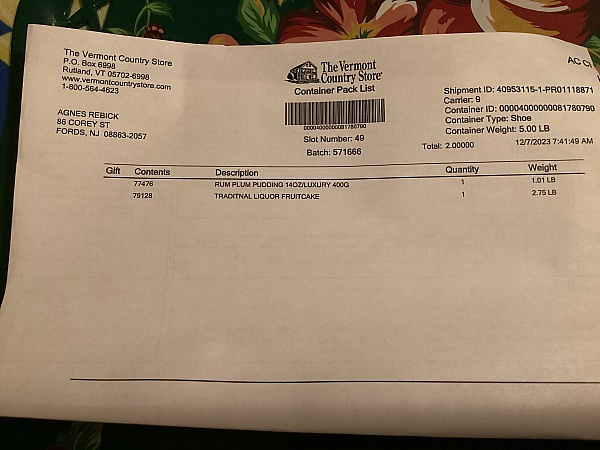 The Vermont Country Store
P.O. Box 6998
Rutland, VT 05702-6998
www.vermontcountrystore.com
1-800-564-4623
AGNES REBICK
86 COREY ST
FORDS, NJ 08863-2057
The Vermont
Country Store®
Container Pack List
00004000000081780790
Slot Number: 49
Batch: 571666
AC
Shipment ID: 40953115-1-PR01118871
Carrier: 9
Container ID: 00004000000081780790
Container Type: Shoe
Container Weight: 5.00 LB
Total: 2.00000
12/7/2023 7:41:49 AM
Gift Contents Description Quantity Weight
77476 RUM PLUM PUDDING 14OZ/LUXURY 400G 1 1.01 LB
79128 TRADITNAL LIQUOR FRUITCAKE 1 2.75 LB